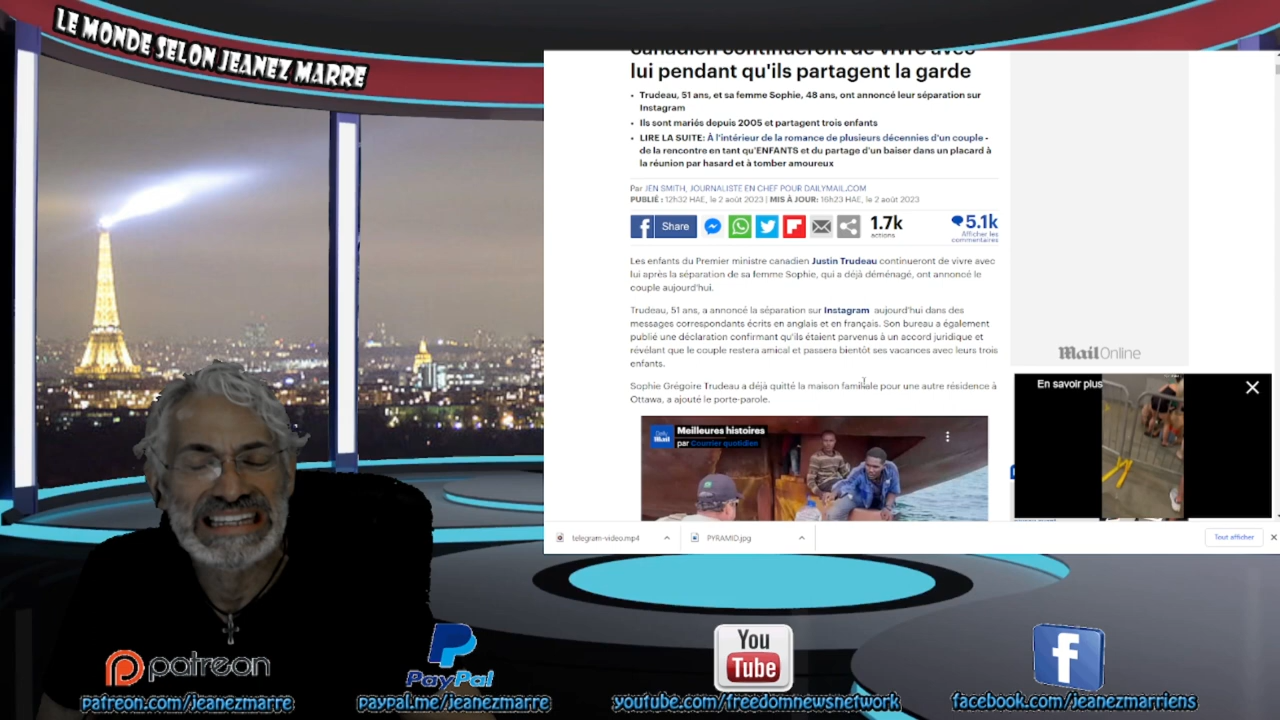 LE MONDE SELON JEANEZ MARRE
lui pendant qu'ils partagent la garde
• Trudeau, 51 ans, et sa femme Sophie, 48 ans, ont annoncé leur séparation sur
Instagram
• Ils sont mariés depuis 2005 et partagent trois enfants
• LIRE LA SUITE: À l'intérieur de la romance de plusieurs décennies d'un couple -
de la rencontre en tant qu'ENFANTS et du partage d'un baiser dans un placard à
la réunion par hasard et à tomber amoureux
Par JEN SMITH, JOURNALISTE EN CHEF POUR DAILYMAIL.COM
PUBLIÉ : 12h32 HAE, le 2 août 2023 | MIS À JOUR: 16h23 HAE, le 2 août 2023
Share
1.7k
actions
5.1k
Afficher les
commentaires
Les enfants du Premier ministre canadien Justin Trudeau continueront de vivre avec
lui après la séparation de sa femme Sophie, qui a déjà déménagé, ont annoncé le
couple aujourd'hui.
Trudeau, 51 ans, a annoncé la séparation sur Instagram aujourd'hui dans des
messages correspondants écrits en anglais et en français. Son bureau a également
publié une déclaration confirmant qu'ils étaient parvenus à un accord juridique et
révélant que le couple restera amical et passera bientôt ses vacances avec leurs trois
enfants.
Sophie Grégoire Trudeau a déjà quitté la maison familiale pour une autre résidence à
Ottawa, a ajouté le porte-parole.
Daily Mail
Meilleures histoires
par Courrier quotidien
MailOnline
En savoir plus
telegram-video.mp4
PYRAMID.jpg
Tout afficher
patreon
patreon.com/jeanezmarre
PayPal
paypal.me/jeanezmarre
You
Tube
youtube.com/freedomnewsnetwork
facebook.com/jeanezmarriens